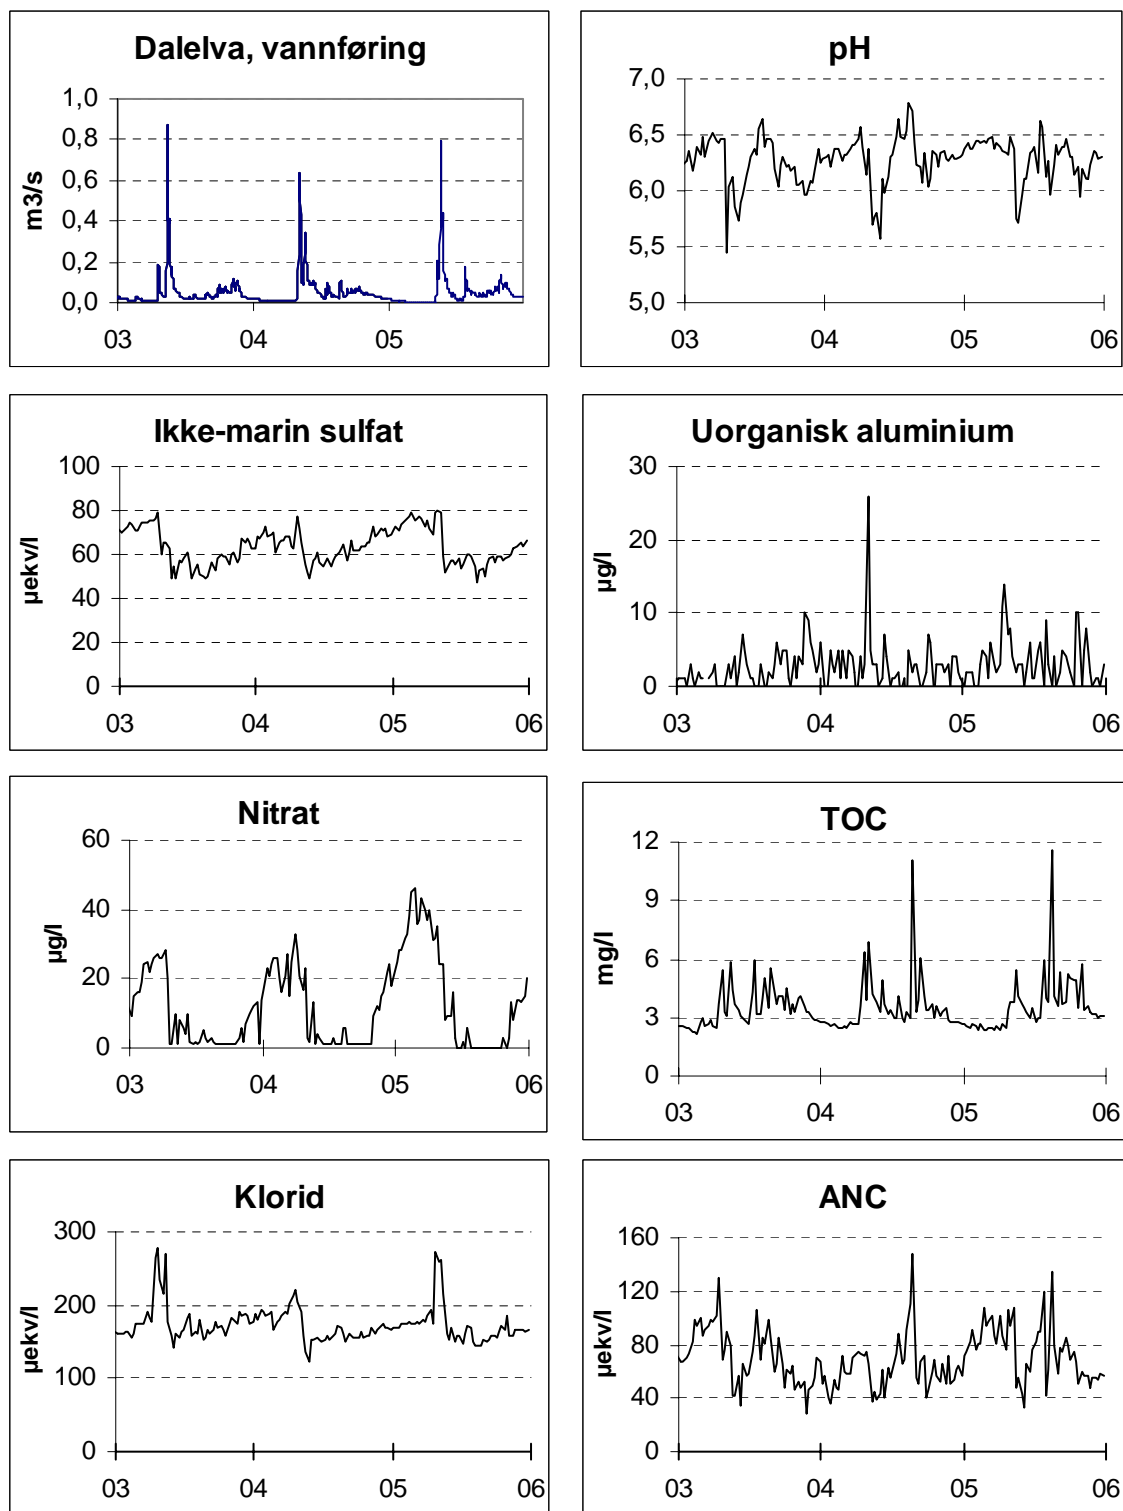 Dalelva, vannføring
m3/s
1,0
0,8
0,6
0,4
0,2
0,0
03 04 05
pH
7,0
6,5
6,0
5,5
5,0
03 04 05 06
Ikke-marin sulfat
µekv/l
100
80
60
40
20
0
03 04 05 06
Uorganisk aluminium
µg/l
30
20
10
0
03 04 05 06
Nitrat
µg/l
60
40
20
0
03 04 05 06
TOC
mg/l
12
9
6
3
0
03 04 05 06
Klorid
µekv/l
300
200
100
0
03 04 05 06
ANC
µekv/l
160
120
80
40
0
03 04 05 06